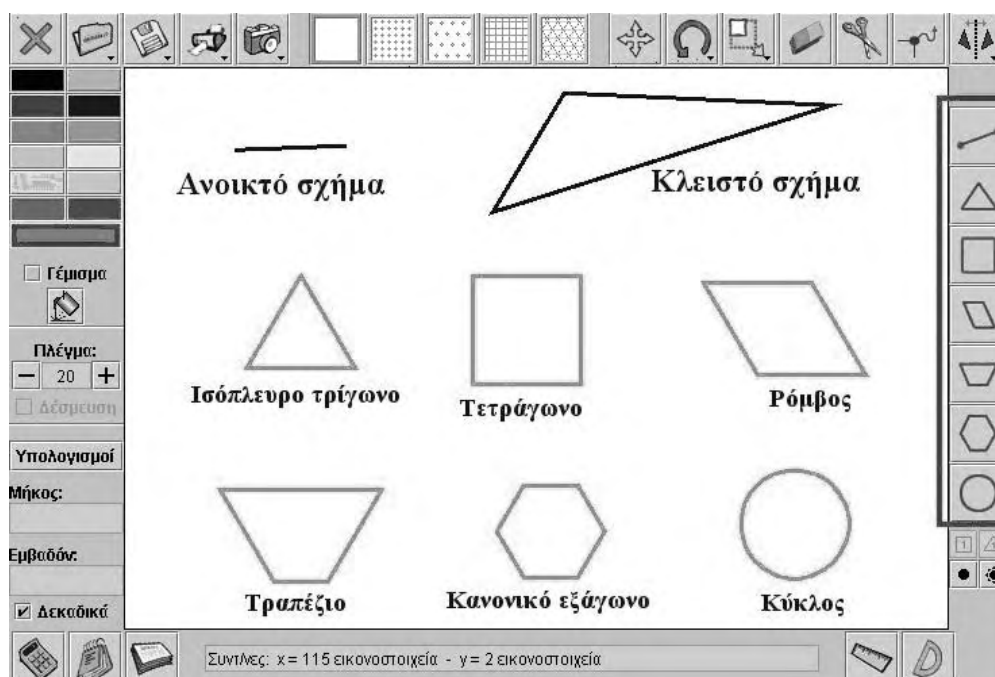 Ανοικτό σχήμα
Κλειστό σχήμα
Γέμισμα
Πλέγμα:
20
Δέσμευση
Ισόπλευρο τρίγωνο
Τετράγωνο
Ρόμβος
Υπολογισμοί
Μήκος:
Εμβαδόν:
Δεκαδικά
Τραπέζιο
Κανονικό εξάγωνο
Κύκλος
1
Συντ/νες: x = 115 εικονοστοιχεία - y = 2 εικονοστοιχεία